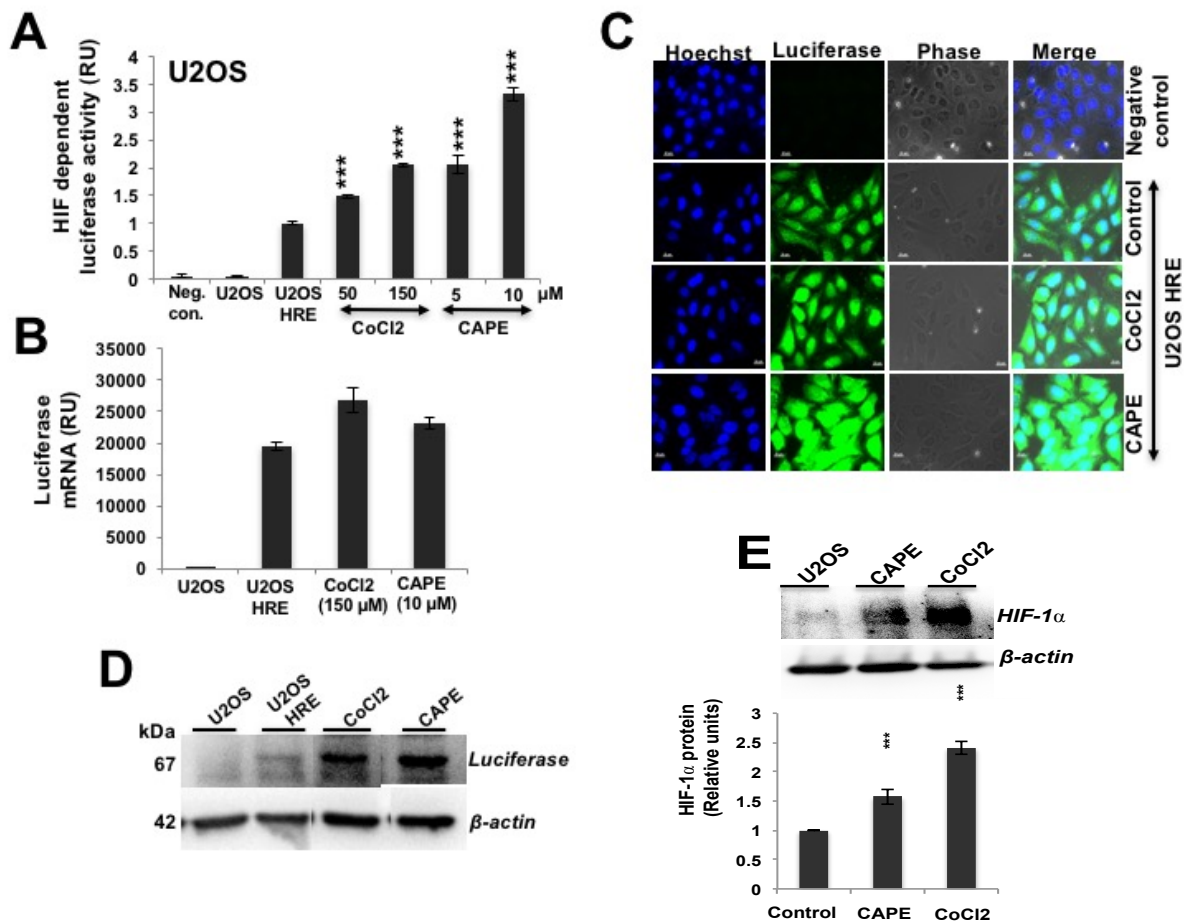 A
U2OS
HIF dependent
luciferase activity (RU)
4
3.5
3
2.5
2
1.5
1
0.5
0
*** *** *** ***
Neg. con.
U2OS
U2OS HRE
50 150 5 10 µM
CoCl2 CAPE
B
Luciferase
mRNA (RU)
35000
30000
25000
20000
15000
10000
5000
0
U2OS
U2OS HRE
CoCl2 (150 µM)
CAPE (10 µM)
C
Hoechst Luciferase Phase Merge
Negative control
Control
CoCl2
CAPE
U2OS HRE
D
U2OS
U2OS HRE
CoCl2
CAPE
kDa
67 Luciferase
42 β-actin
E
U2OS CAPE CoCl2
HIF-1α
β-actin
HIF-1α protein
(Relative units)
3
2.5
2
1.5
1
0.5
0
*** ***
Control CAPE CoCl2